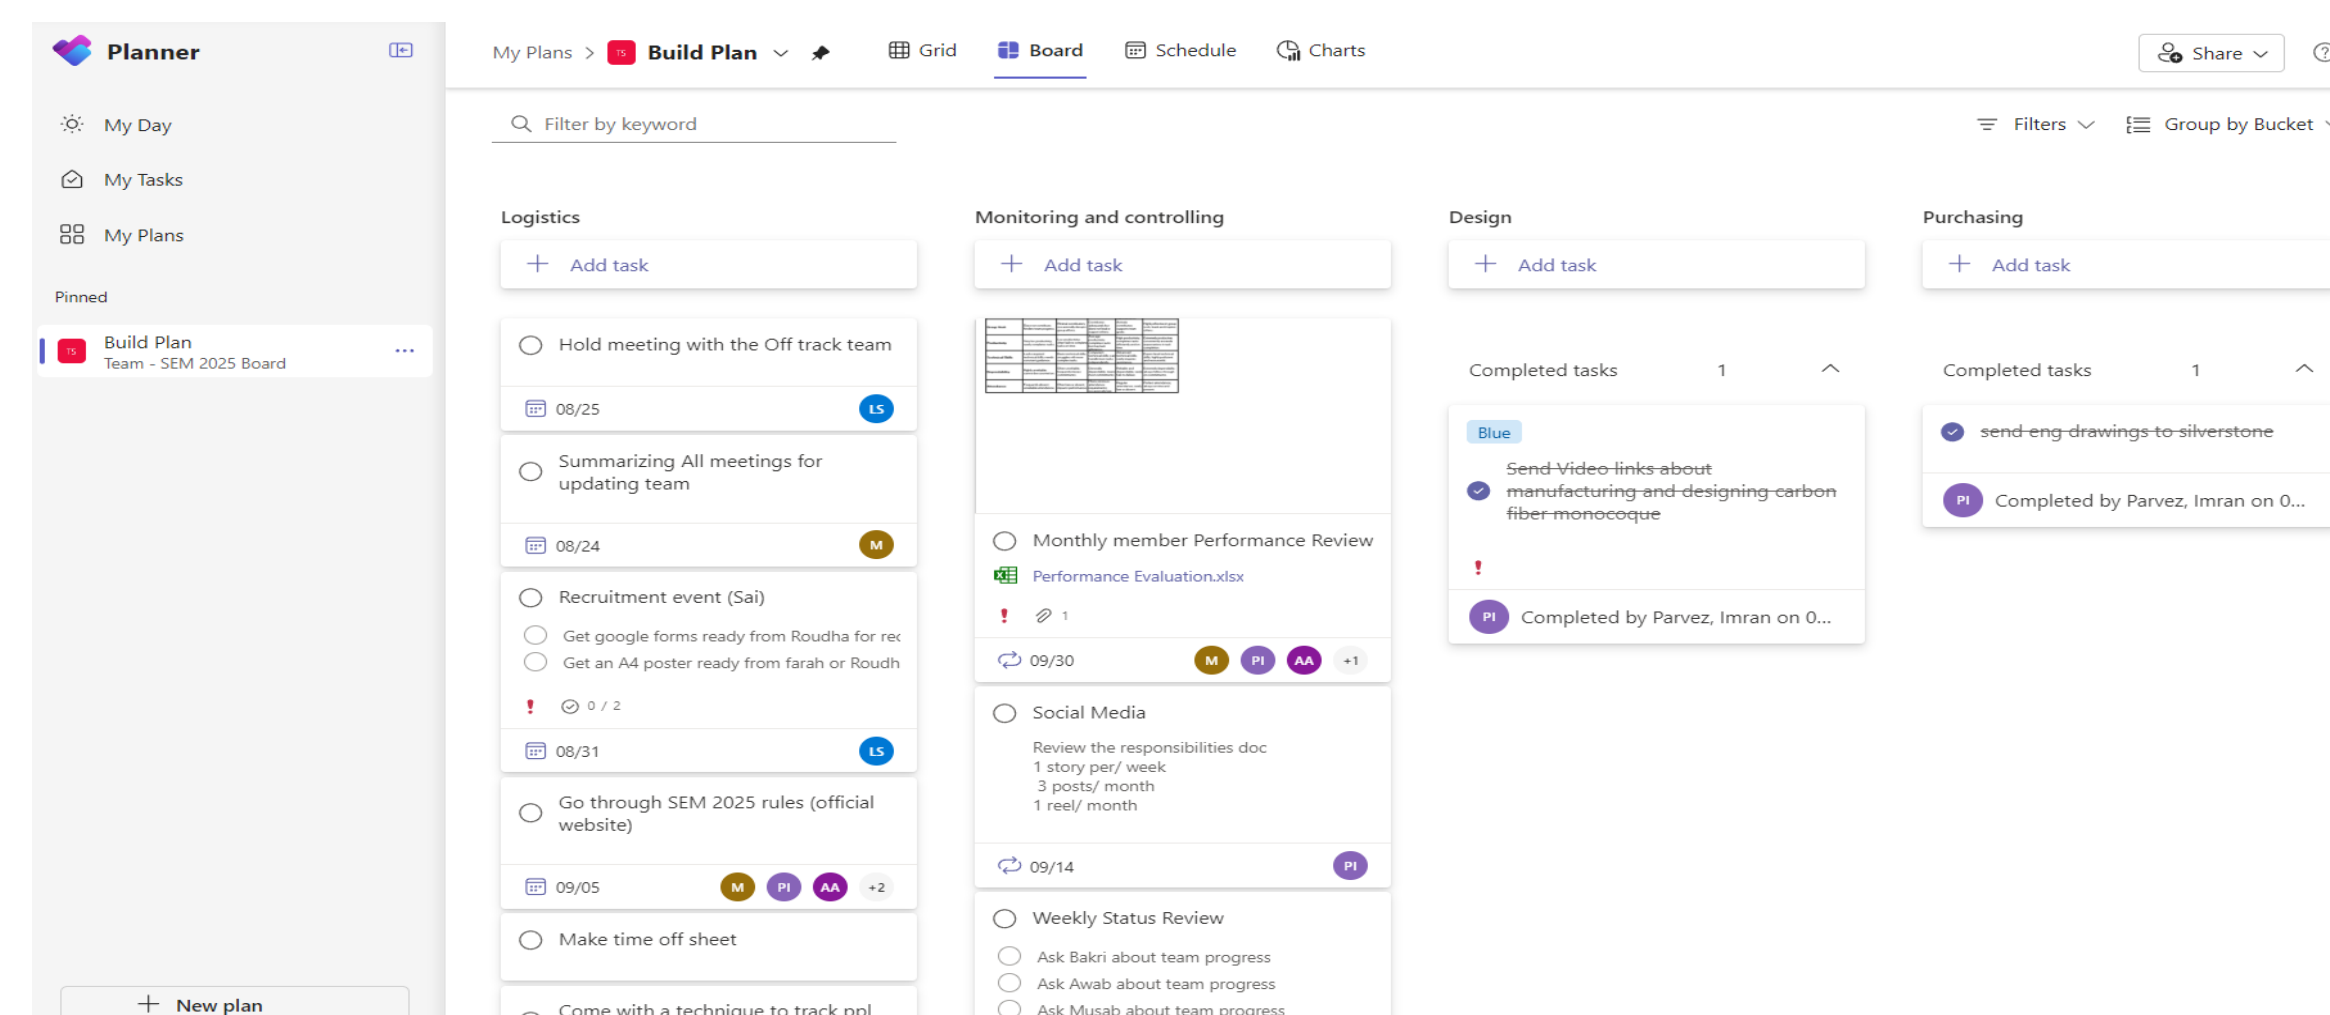 Planner
My Day
My Tasks
My Plans
Pinned
TS
Build Plan
Team - SEM 2025 Board
New plan
My Plans > TS Build Plan
Grid
Board
Schedule
Charts
Share
Filter by keyword
Filters
Group by Bucket
Logistics
Add task
Hold meeting with the Off track team
08/25
LS
Summarizing All meetings for
updating team
08/24
M
Recruitment event (Sai)
Get google forms ready from Roudha for rec
Get an A4 poster ready from farah or Roudh
0 / 2
08/31
LS
Go through SEM 2025 rules (official
website)
09/05
M PI AA +2
Make time off sheet
Come with a technique to track ppl
Monitoring and controlling
Add task
Monthly member Performance Review
Performance Evaluation.xlsx
1
09/30
M PI AA +1
Social Media
Review the responsibilities doc
1 story per/ week
3 posts/ month
1 reel/ month
09/14
PI
Weekly Status Review
Ask Bakri about team progress
Ask Awab about team progress
Ask Musab about team progress
Design
Add task
Completed tasks 1
Blue
Send Video links about
manufacturing and designing carbon
fiber monocoque
PI Completed by Parvez, Imran on 0...
Purchasing
Add task
Completed tasks 1
send eng drawings to silverstone
PI Completed by Parvez, Imran on 0...